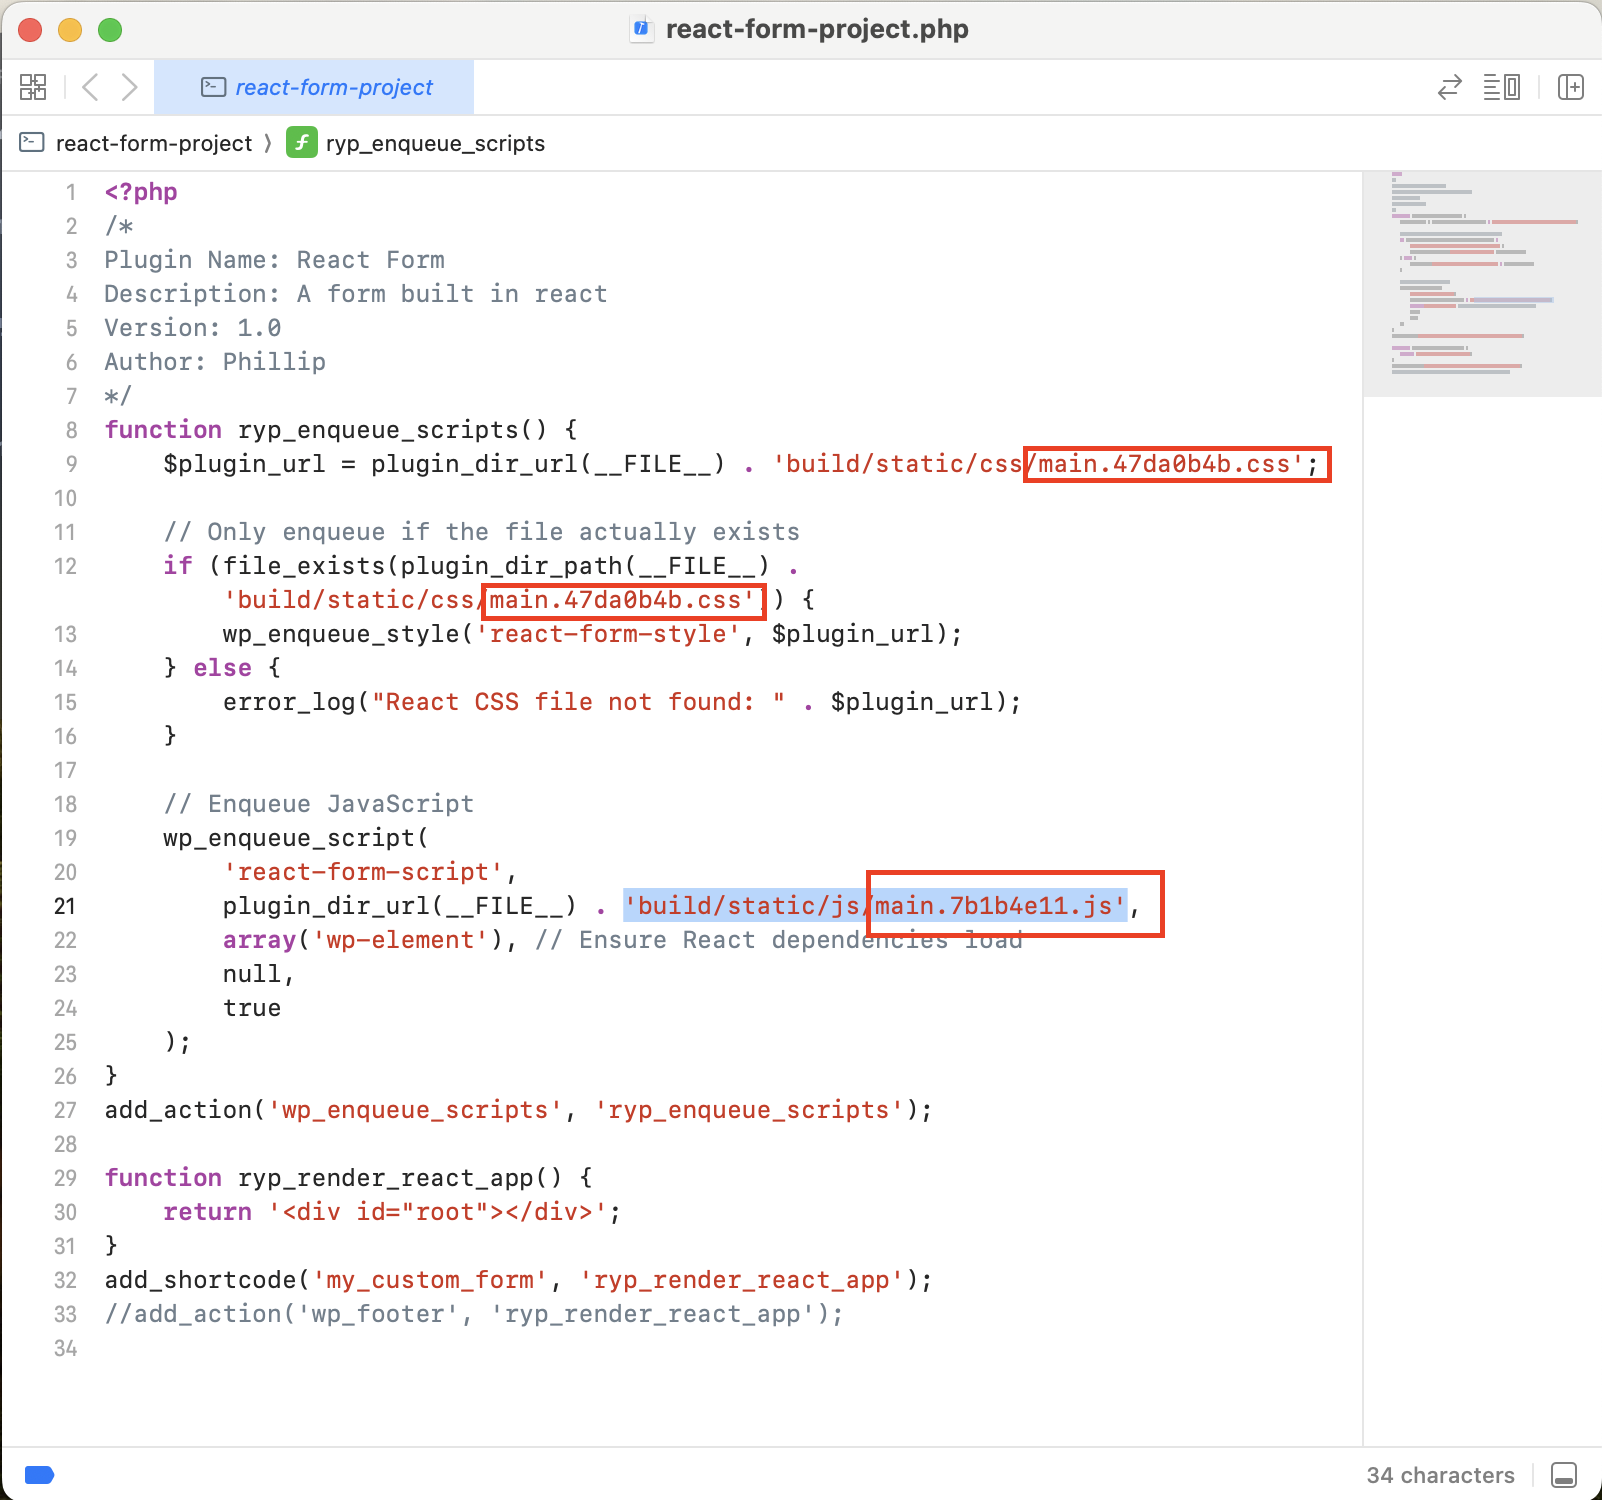 react-form-project.php
react-form-project
react-form-project ⟩ ryp_enqueue_scripts
1 <?php
2 /*
3 Plugin Name: React Form
4 Description: A form built in react
5 Version: 1.0
6 Author: Phillip
7 */
8 function ryp_enqueue_scripts() {
9     $plugin_url = plugin_dir_url(__FILE__) . 'build/static/css/main.47da0b4b.css';
10
11     // Only enqueue if the file actually exists
12     if (file_exists(plugin_dir_path(__FILE__) .
        'build/static/css/main.47da0b4b.css')) {
13         wp_enqueue_style('react-form-style', $plugin_url);
14     } else {
15         error_log("React CSS file not found: " . $plugin_url);
16     }
17
18     // Enqueue JavaScript
19     wp_enqueue_script(
20         'react-form-script',
21         plugin_dir_url(__FILE__) . 'build/static/js/main.7b1b4e11.js',
22         array('wp-element'), // Ensure React dependencies load
23         null,
24         true
25     );
26 }
27 add_action('wp_enqueue_scripts', 'ryp_enqueue_scripts');
28
29 function ryp_render_react_app() {
30     return '<div id="root"></div>';
31 }
32 add_shortcode('my_custom_form', 'ryp_render_react_app');
33 //add_action('wp_footer', 'ryp_render_react_app');
34
34 characters